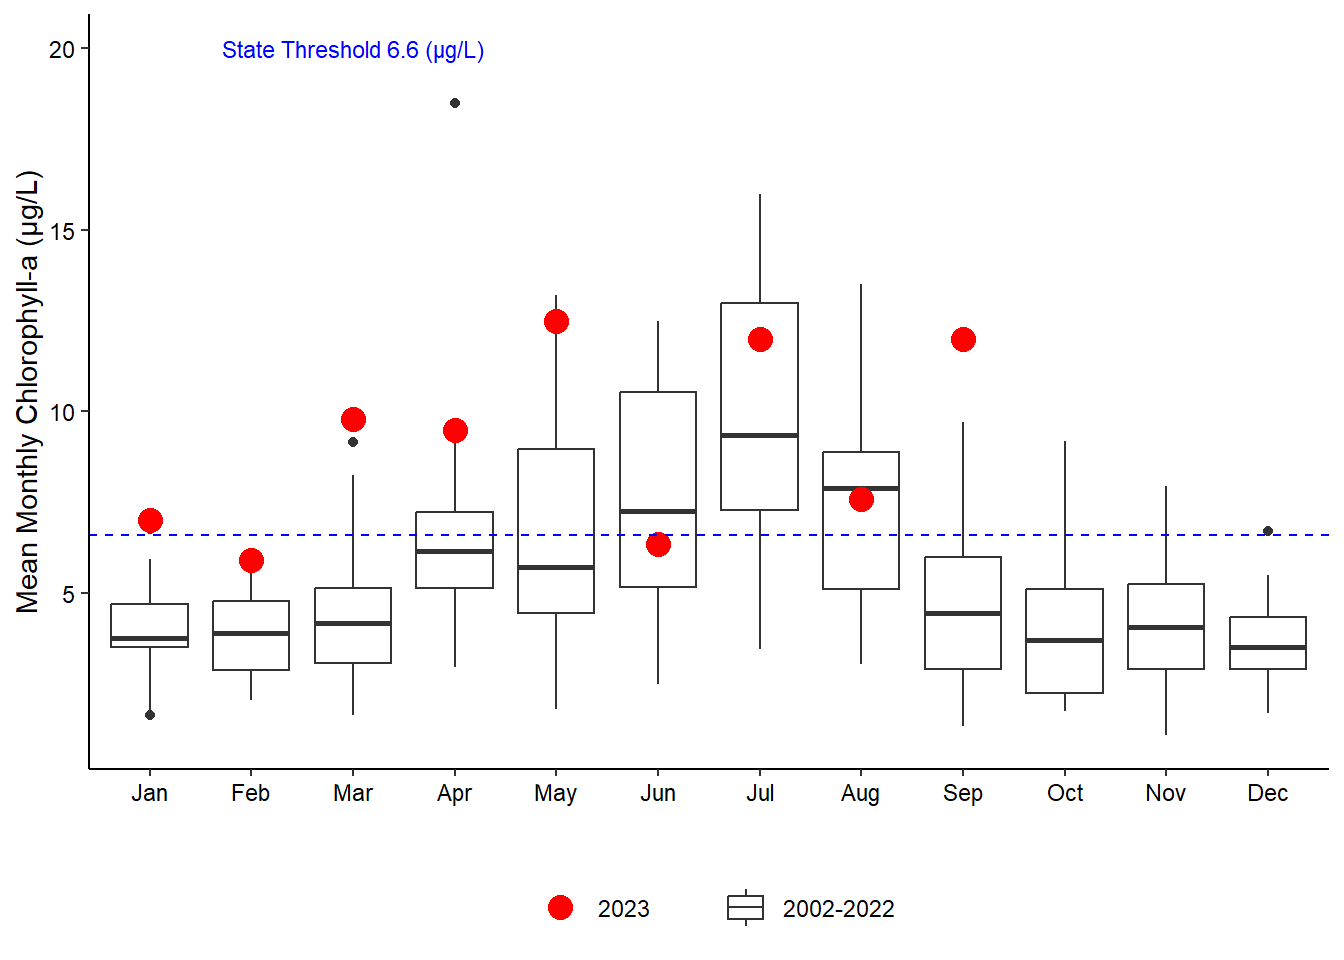 State Threshold 6.6 (µg/L)
Mean Monthly Chlorophyll-a (µg/L)
20
15
10
5
Jan Feb Mar Apr May Jun Jul Aug Sep Oct Nov Dec
2023 2002-2022